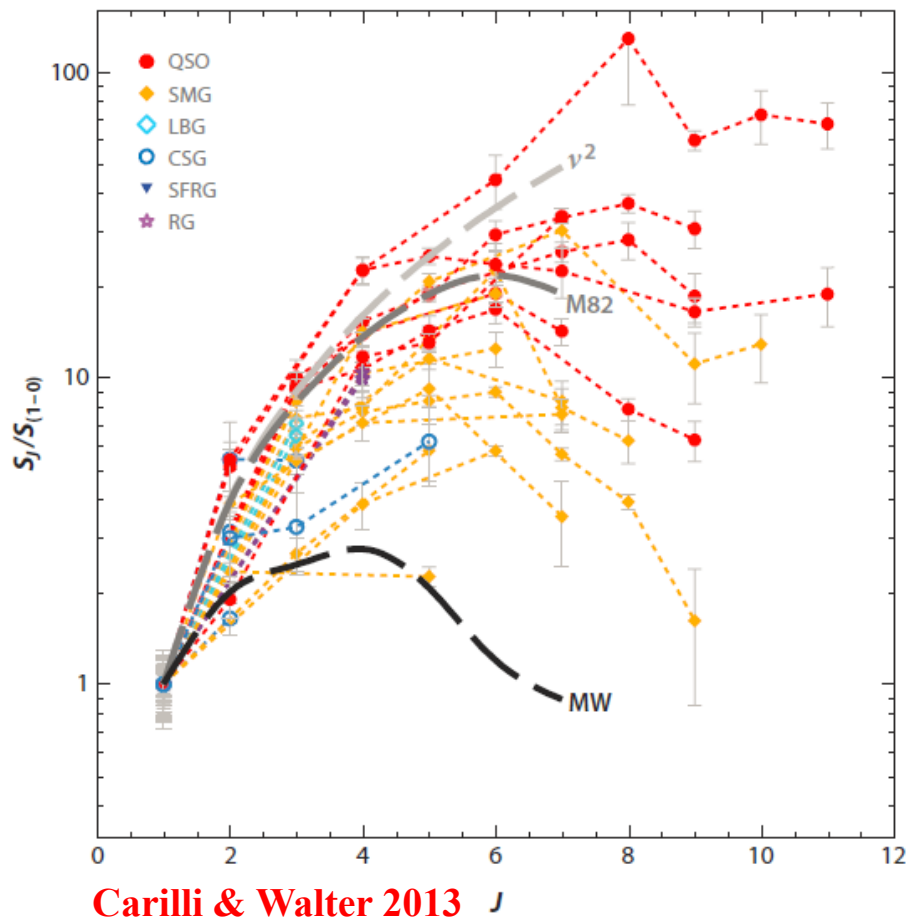 100
QSO
SMG
LBG
CSG
SFRG
RG
ν²
M82
10
S_J/S_(1–0)
MW
1
0 2 4 6 8 10 12
Carilli & Walter 2013 J